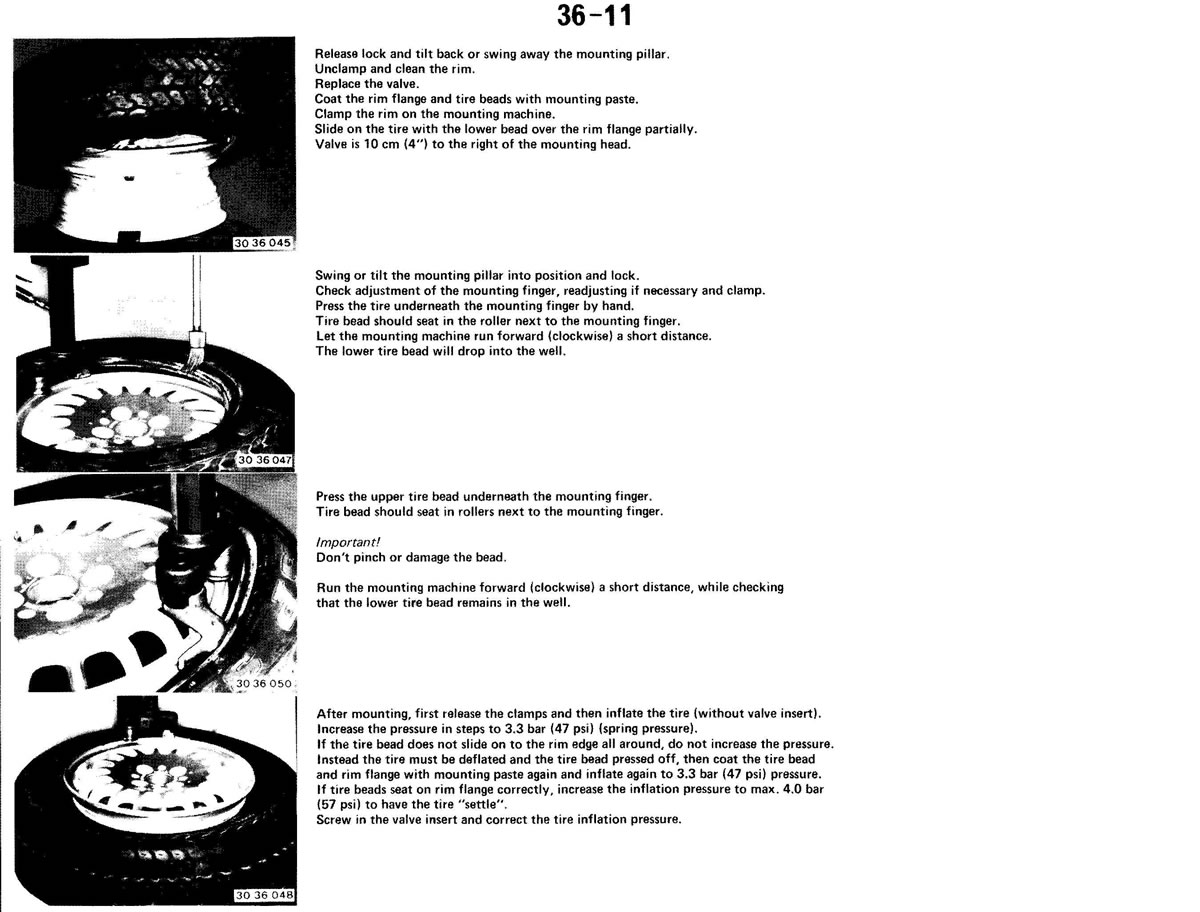 36-11
Release lock and tilt back or swing away the mounting pillar.
Unclamp and clean the rim.
Replace the valve.
Coat the rim flange and tire beads with mounting paste.
Clamp the rim on the mounting machine.
Slide on the tire with the lower bead over the rim flange partially.
Valve is 10 cm (4'') to the right of the mounting head.
30 36 045
Swing or tilt the mounting pillar into position and lock.
Check adjustment of the mounting finger, readjusting if necessary and clamp.
Press the tire underneath the mounting finger by hand.
Tire bead should seat in the roller next to the mounting finger.
Let the mounting machine run forward (clockwise) a short distance.
The lower tire bead will drop into the well.
30 36 047
Press the upper tire bead underneath the mounting finger.
Tire bead should seat in rollers next to the mounting finger.
Important!
Don't pinch or damage the bead.
Run the mounting machine forward (clockwise) a short distance, while checking
that the lower tire bead remains in the well.
30 36 050
After mounting, first release the clamps and then inflate the tire (without valve insert).
Increase the pressure in steps to 3.3 bar (47 psi) (spring pressure).
If the tire bead does not slide on to the rim edge all around, do not increase the pressure.
Instead the tire must be deflated and the tire bead pressed off, then coat the tire bead
and rim flange with mounting paste again and inflate again to 3.3 bar (47 psi) pressure.
If tire beads seat on rim flange correctly, increase the inflation pressure to max. 4.0 bar
(57 psi) to have the tire "settle".
Screw in the valve insert and correct the tire inflation pressure.
30 36 048